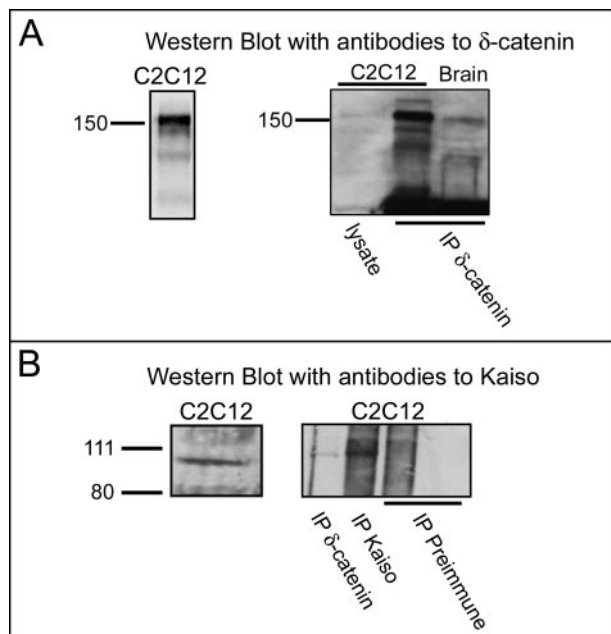 A
Western Blot with antibodies to δ-catenin
C2C12
C2C12 Brain
150
150
lysate
IP δ-catenin
B
Western Blot with antibodies to Kaiso
C2C12
C2C12
111
80
IP δ-catenin
IP Kaiso
IP Preimmune